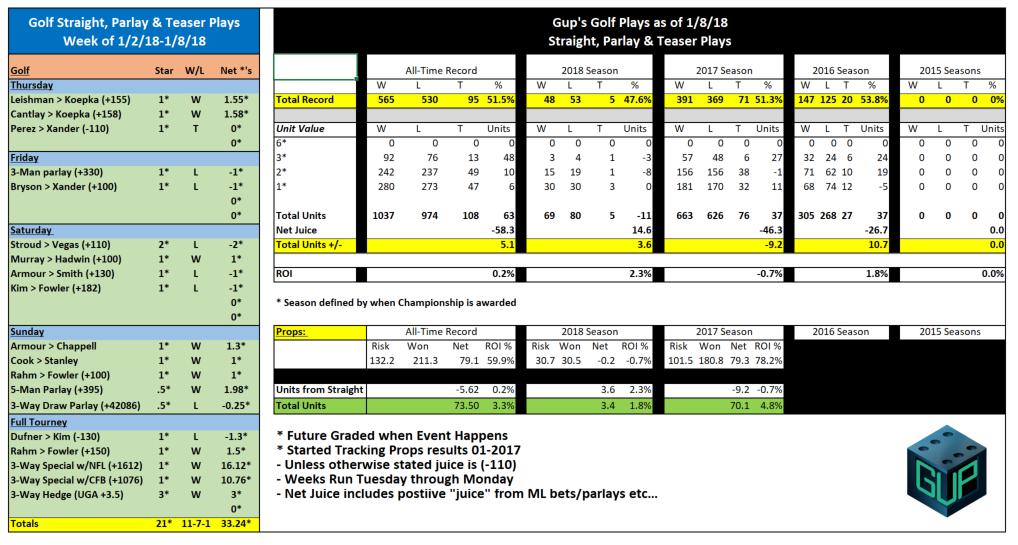 Golf Straight, Parlay & Teaser Plays
Week of 1/2/18-1/8/18
Golf Star W/L Net *'s
Thursday
Leishman > Koepka (+155) 1* W 1.55*
Cantlay > Koepka (+158) 1* W 1.58*
Perez > Xander (-110) 1* T 0*
0*
Friday
3-Man parlay (+330) 1* L -1*
Bryson > Xander (+100) 1* L -1*
0*
0*
Saturday
Stroud > Vegas (+110) 2* L -2*
Murray > Hadwin (+100) 1* W 1*
Armour > Smith (+130) 1* L -1*
Kim > Fowler (+182) 1* L -1*
0*
0*
Sunday
Armour > Chappell 1* W 1.3*
Cook > Stanley 1* W 1*
Rahm > Fowler (+100) 1* W 1*
5-Man Parlay (+395) .5* W 1.98*
3-Way Draw Parlay (+42086) .5* L -0.25*
Full Tourney
Dufner > Kim (-130) 1* L -1.3*
Rahm > Fowler (+150) 1* W 1.5*
3-Way Special w/NFL (+1612) 1* W 16.12*
3-Way Special w/CFB (+1076) 1* W 10.76*
3-Way Hedge (UGA +3.5) 3* W 3*
0*
Totals 21* 11-7-1 33.24*
Gup's Golf Plays as of 1/8/18
Straight, Parlay & Teaser Plays
All-Time Record 2018 Season 2017 Season 2016 Season 2015 Seasons
W L T % W L T % W L T % W L T % W L T %
Total Record 565 530 95 51.5% 48 53 5 47.6% 391 369 71 51.3% 147 125 20 53.8% 0 0 0 0%
Unit Value W L T Units W L T Units W L T Units W L T Units W L T Units
6* 0 0 0 0 0 0 0 0 0 0 0 0 0 0 0 0 0 0 0 0
3* 92 76 13 48 3 4 1 -3 57 48 6 27 32 24 6 24 0 0 0 0
2* 242 237 49 10 15 19 1 -8 156 156 38 -1 71 62 10 19 0 0 0 0
1* 280 273 47 6 30 30 3 0 181 170 32 11 68 74 12 -5 0 0 0 0
Total Units 1037 974 108 63 69 80 5 -11 663 626 76 37 305 268 27 37 0 0 0 0
Net Juice -58.3 14.6 -46.3 -26.7 0.0
Total Units +/- 5.1 3.6 -9.2 10.7 0.0
ROI 0.2% 2.3% -0.7% 1.8% 0.0%
* Season defined by when Championship is awarded
Props: All-Time Record 2018 Season 2017 Season 2016 Season 2015 Seasons
Risk Won Net ROI % Risk Won Net ROI % Risk Won Net ROI %
132.2 211.3 79.1 59.9% 30.7 30.5 -0.2 -0.7% 101.5 180.8 79.3 78.2%
Units from Straight -5.62 0.2% 3.6 2.3% -9.2 -0.7%
Total Units 73.50 3.3% 3.4 1.8% 70.1 4.8%
* Future Graded when Event Happens
* Started Tracking Props results 01-2017
- Unless otherwise stated juice is (-110)
- Weeks Run Tuesday through Monday
- Net Juice includes postiive "juice" from ML bets/parlays etc...
GUP